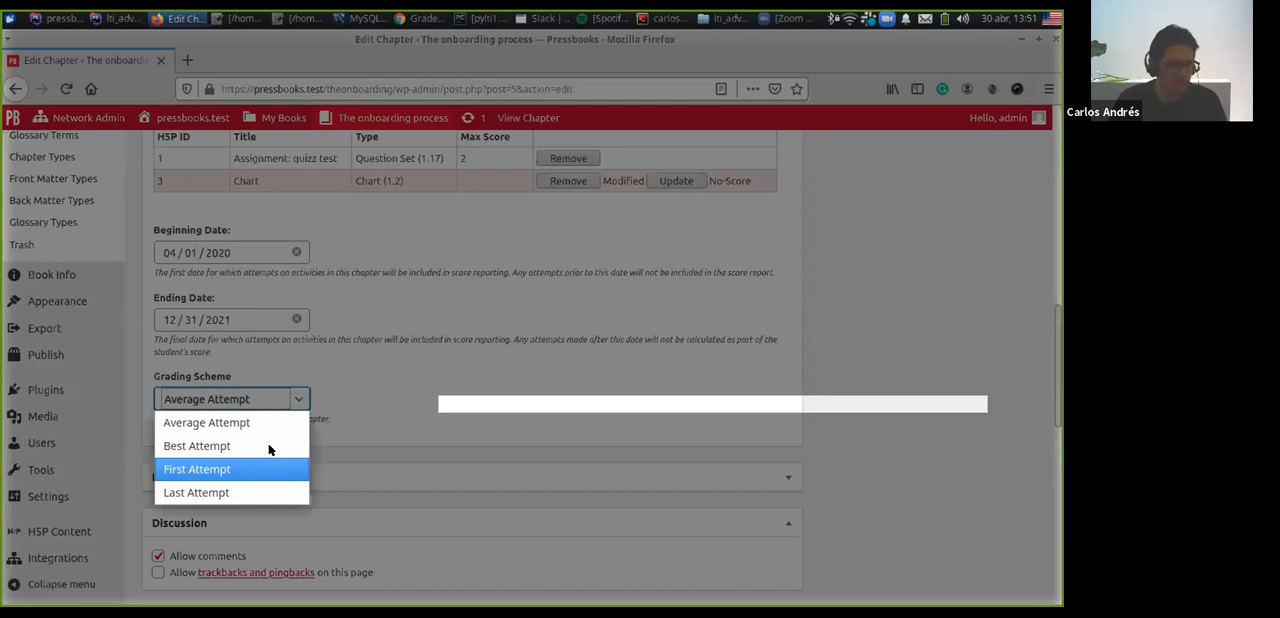 pressb...
lti_adv...
Edit Ch...
[/hom...
[/hom...
MySQL...
Grade...
[pylti1...
Slack |...
[Spotif...
carlos...
lti_adv...
[Zoom ...
30 abr, 13:51
Edit Chapter ‹ The onboarding process — Pressbooks - Mozilla Firefox
Edit Chapter ‹ The onboardin
https://pressbooks.test/theonboarding/wp-admin/post.php?post=5&action=edit
PB
Network Admin
pressbooks.test
My Books
The onboarding process
1
View Chapter
Hello, admin
Glossary Terms
Chapter Types
Front Matter Types
Back Matter Types
Glossary Types
Trash
Book Info
Appearance
Export
Publish
Plugins
Media
Users
Tools
Settings
H5P Content
Integrations
Collapse menu
H5P ID Title Type Max Score
1 Assignment: quizz test Question Set (1.17) 2 Remove
3 Chart Chart (1.2) Remove Modified Update No-Score
Beginning Date:
04 / 01 / 2020
The first date for which attempts on activities in this chapter will be included in score reporting. Any attempts prior to this date will not be included in the score report.
Ending Date:
12 / 31 / 2021
The final date for which attempts on activities in this chapter will be included in score reporting. Any attempts made after this date will not be calculated as part of the
student's score.
Grading Scheme
Average Attempt
pter.
Average Attempt
Best Attempt
First Attempt
Last Attempt
Discussion
Allow comments
Allow trackbacks and pingbacks on this page
Carlos Andrés